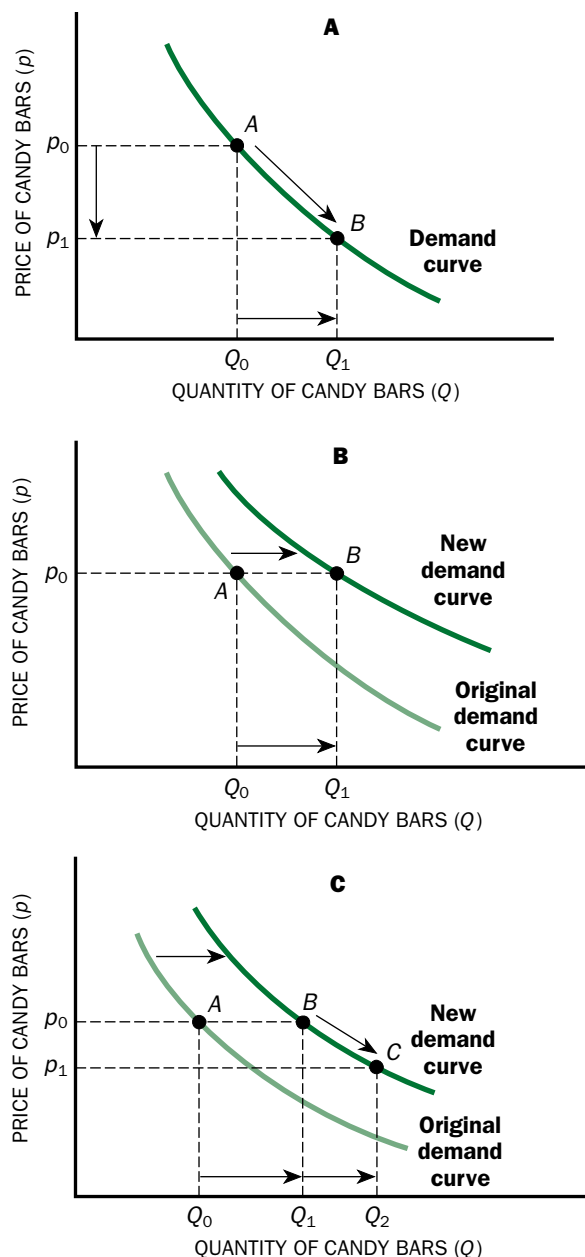 A
PRICE OF CANDY BARS (p)
p₀
A
p₁
B
Demand
curve
Q₀
Q₁
QUANTITY OF CANDY BARS (Q)
B
PRICE OF CANDY BARS (p)
p₀
A
B
New
demand
curve
Original
demand
curve
Q₀
Q₁
QUANTITY OF CANDY BARS (Q)
C
PRICE OF CANDY BARS (p)
p₀
A
B
p₁
C
New
demand
curve
Original
demand
curve
Q₀
Q₁
Q₂
QUANTITY OF CANDY BARS (Q)